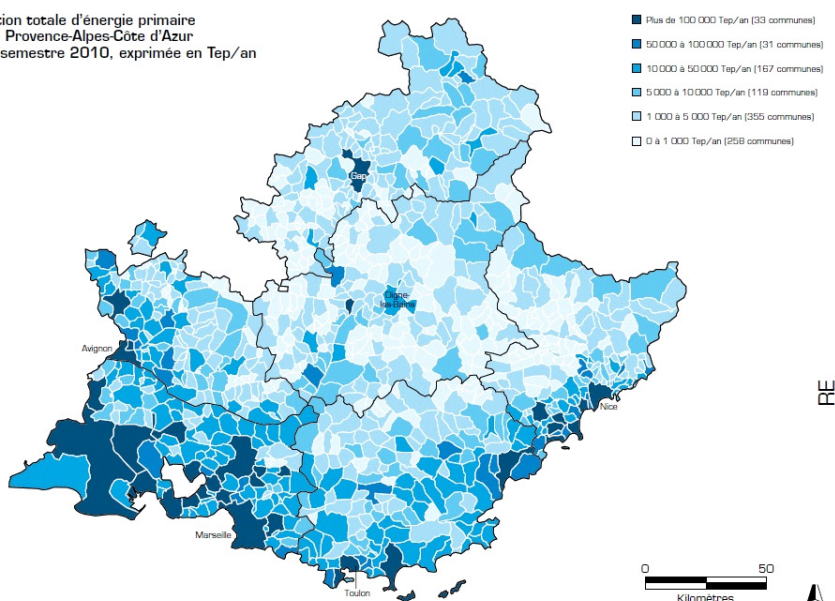 tion totale d'énergie primaire
Provence-Alpes-Côte d'Azur
semestre 2010, exprimée en Tep/an
Plus de 100 000 Tep/an (33 communes)
50 000 à 100 000 Tep/an (31 communes)
10 000 à 50 000 Tep/an (167 communes)
5 000 à 10 000 Tep/an (119 communes)
1 000 à 5 000 Tep/an (355 communes)
0 à 1 000 Tep/an (258 communes)
Gap
Digne-
les-Bains
Avignon
Nice
RE
Marseille
Toulon
0 50
Kilomètres